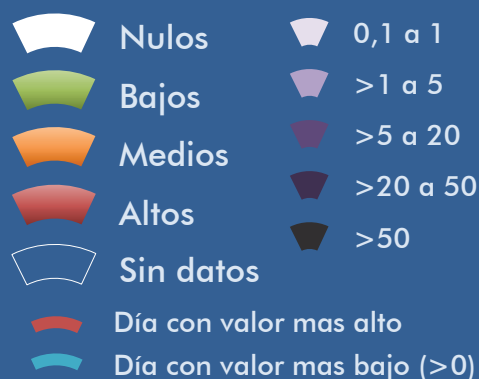 Nulos
Bajos
Medios
Altos
Sin datos
0,1 a 1
>1 a 5
>5 a 20
>20 a 50
>50
Día con valor mas alto
Día con valor mas bajo (>0)